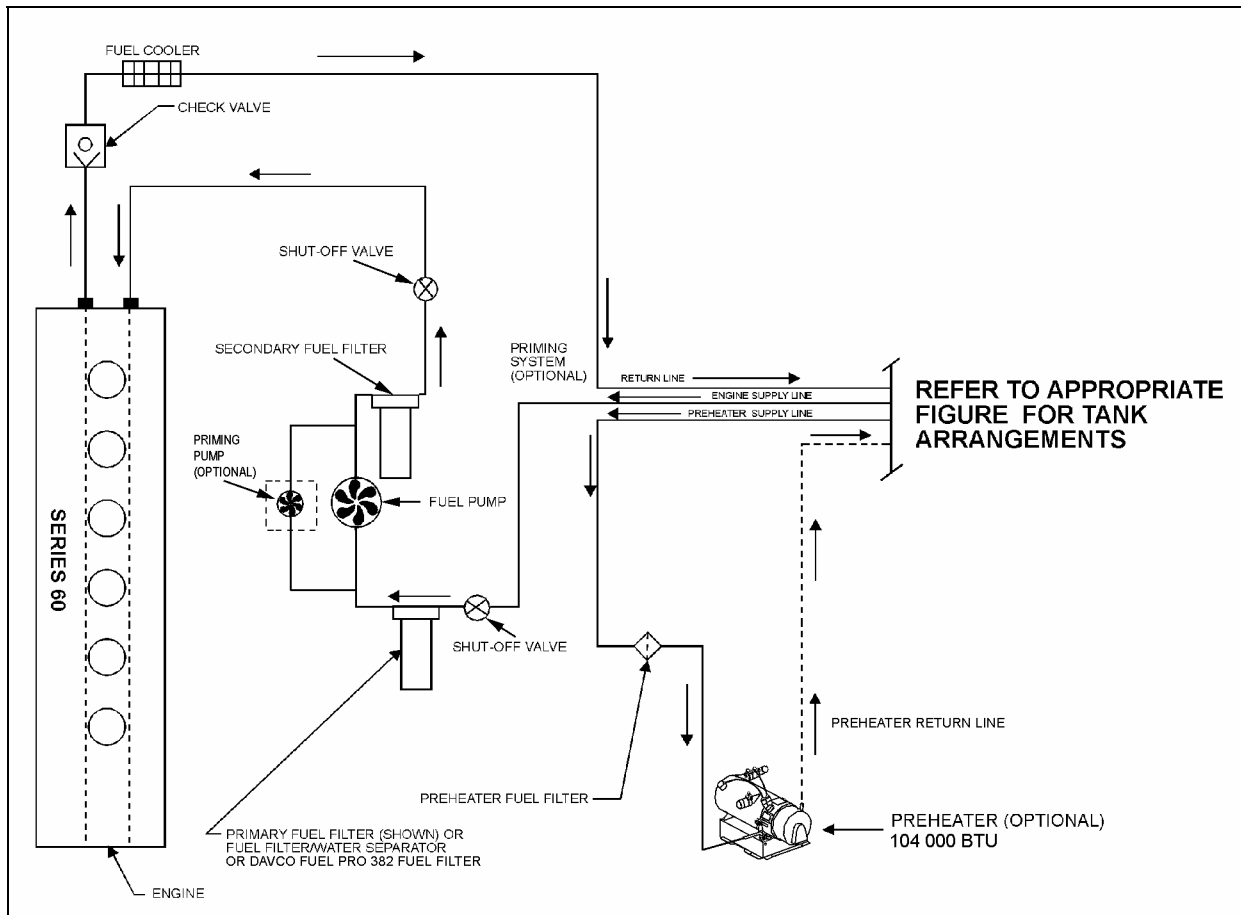 FUEL COOLER
CHECK VALVE
SHUT-OFF VALVE
SECONDARY FUEL FILTER
PRIMING
SYSTEM
(OPTIONAL)
RETURN LINE
ENGINE SUPPLY LINE
PREHEATER SUPPLY LINE
REFER TO APPROPRIATE
FIGURE FOR TANK
ARRANGEMENTS
PRIMING
PUMP
(OPTIONAL)
FUEL PUMP
SERIES 60
SHUT-OFF VALVE
PREHEATER RETURN LINE
PREHEATER FUEL FILTER
PREHEATER (OPTIONAL)
104 000 BTU
PRIMARY FUEL FILTER (SHOWN) OR
FUEL FILTER/WATER SEPARATOR
OR DAVCO FUEL PRO 382 FUEL FILTER
ENGINE